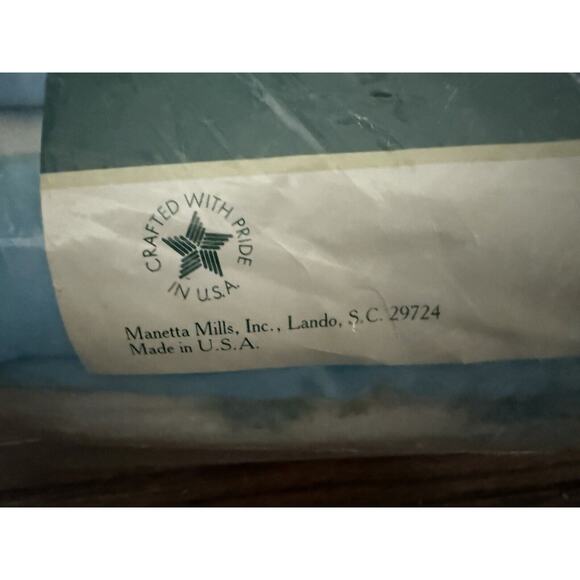 CRAFTED WITH PRIDE
IN U.S.A.
Manetta Mills, Inc., Lando, S.C. 29724
Made in U.S.A.